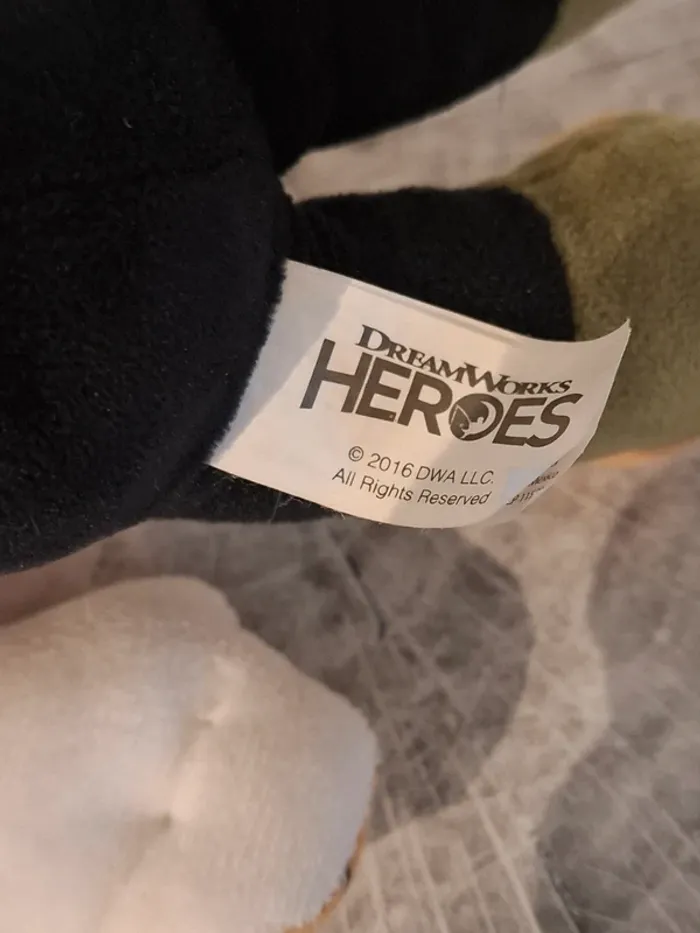 DREAMWORKS
HEROES
© 2016 DWA LLC.
All Rights Reserved